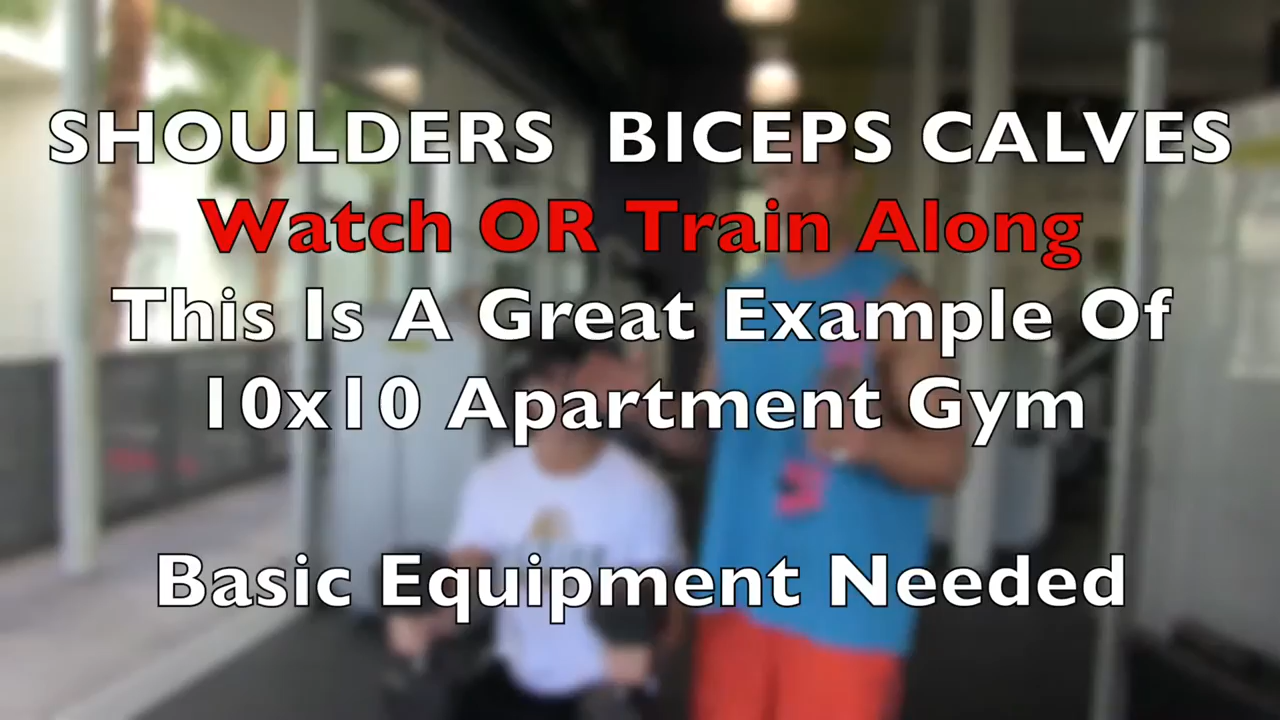 SHOULDERS BICEPS CALVES
Watch OR Train Along
This Is A Great Example Of
10x10 Apartment Gym
Basic Equipment Needed